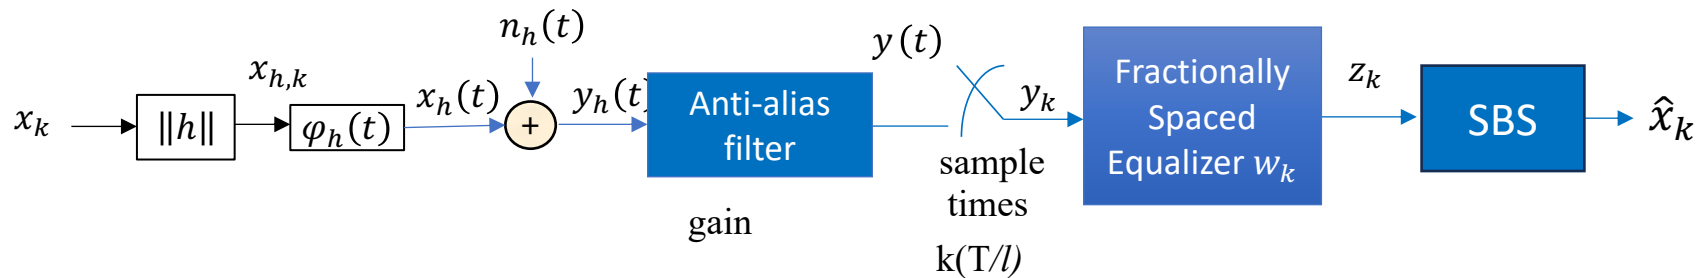 x_k
‖h‖
x_{h,k}
φ_h(t)
x_h(t)
n_h(t)
+
y_h(t)
Anti-alias
filter
gain
y(t)
sample
times
k(T/l)
y_k
Fractionally
Spaced
Equalizer w_k
z_k
SBS
x̂_k